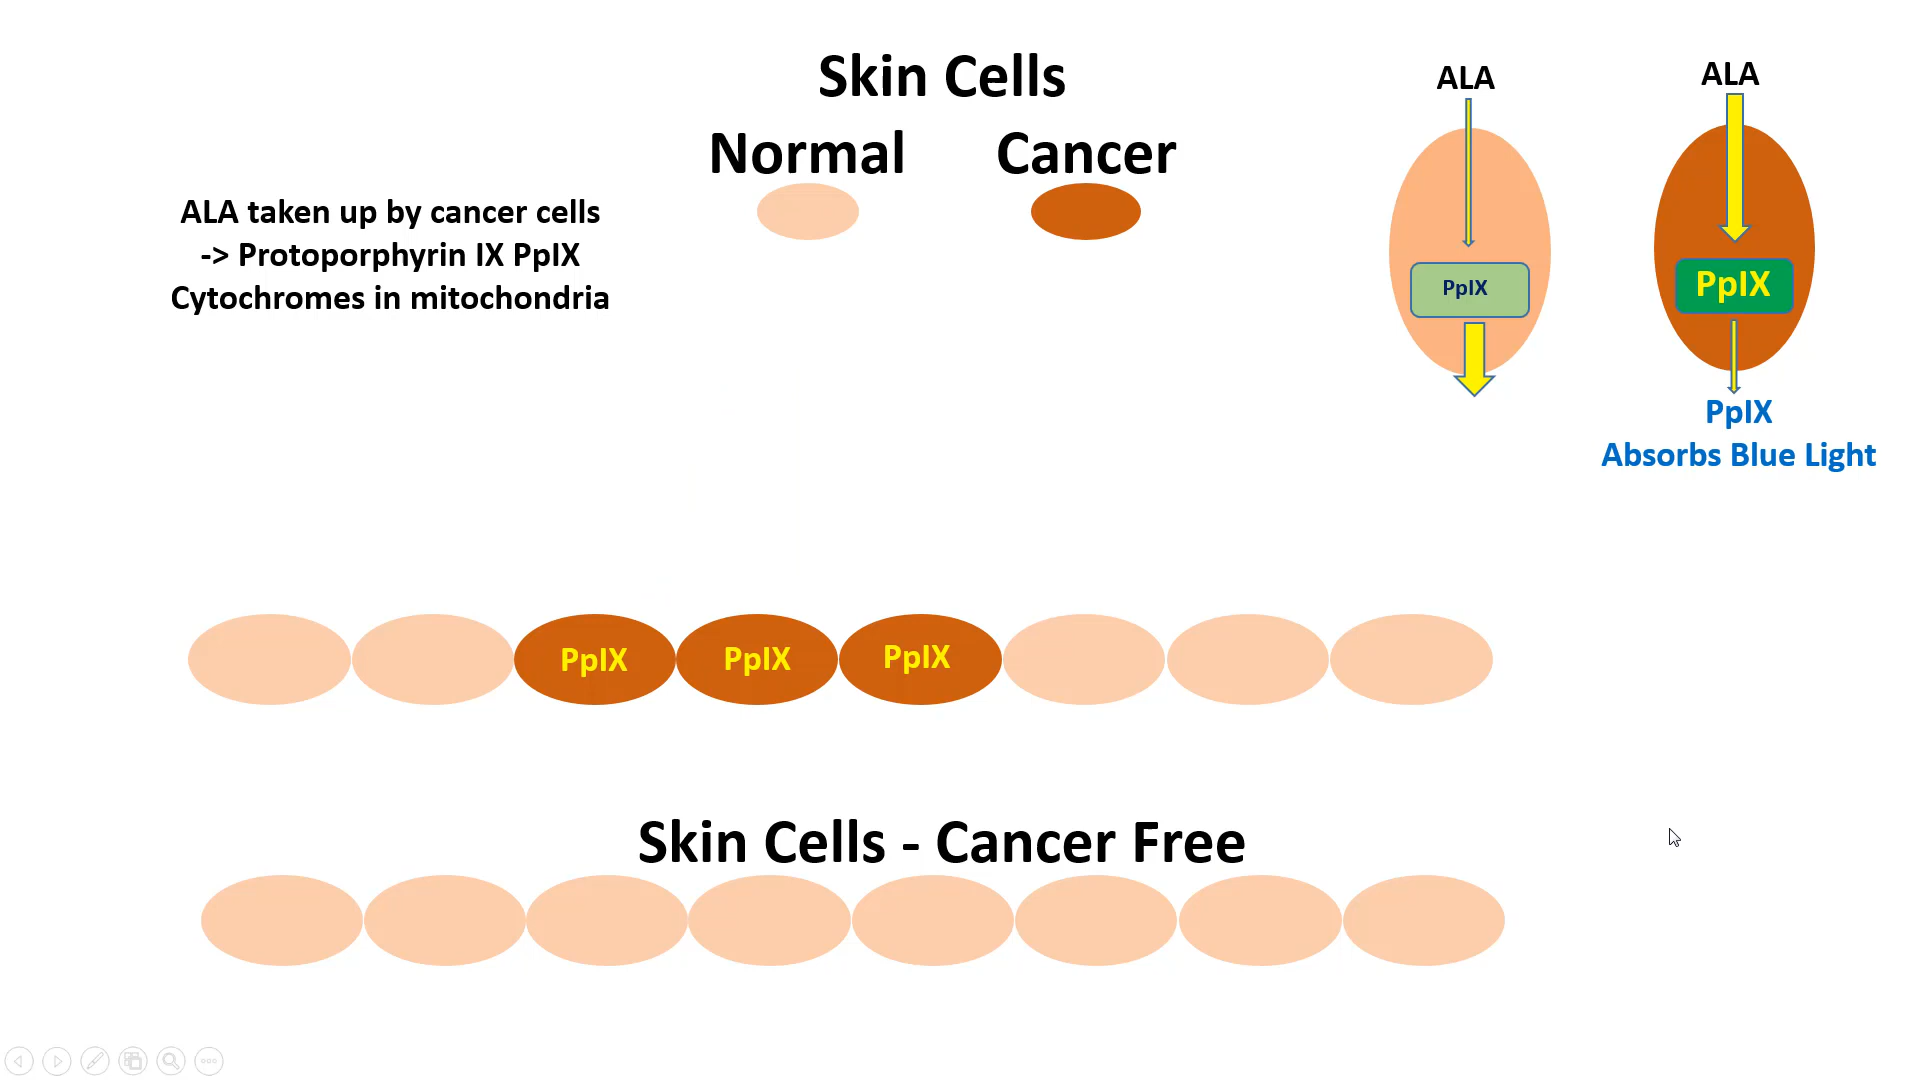 Skin Cells
Normal
Cancer
ALA taken up by cancer cells
-> Protoporphyrin IX PpIX
Cytochromes in mitochondria
ALA
PpIX
ALA
PpIX
PpIX
Absorbs Blue Light
PpIX
PpIX
PpIX
Skin Cells - Cancer Free